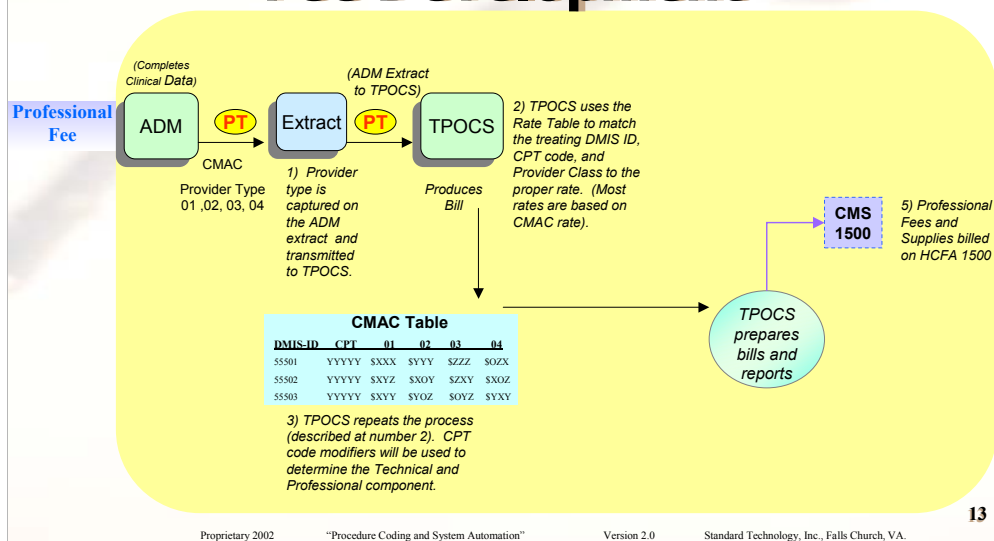 Fee Development
(Completes
Clinical Data)
Professional
Fee
ADM
PT
CMAC
Provider Type
01 ,02, 03, 04
Extract
1) Provider
type is
captured on
the ADM
extract and
transmitted
to TPOCS.
(ADM Extract
to TPOCS)
PT
TPOCS
Produces
Bill
2) TPOCS uses the
Rate Table to match
the treating DMIS ID,
CPT code, and
Provider Class to the
proper rate. (Most
rates are based on
CMAC rate).
CMAC Table
DMIS-ID CPT 01 02 03 04
55501 YYYYY $XXX $YYY $ZZZ $OZX
55502 YYYYY $XYZ $XOY $ZXY $XOZ
55503 YYYYY $XYY $YOZ $OYZ $YXY
3) TPOCS repeats the process
(described at number 2). CPT
code modifiers will be used to
determine the Technical and
Professional component.
TPOCS
prepares
bills and
reports
CMS
1500
5) Professional
Fees and
Supplies billed
on HCFA 1500
13
Proprietary 2002 “Procedure Coding and System Automation” Version 2.0 Standard Technology, Inc., Falls Church, VA.